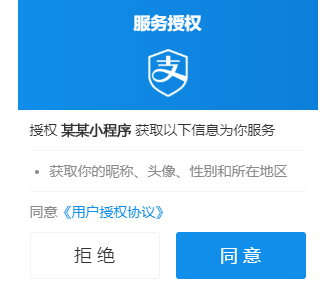 服务授权
支
授权 某某小程序 获取以下信息为你服务
• 获取你的昵称、头像、性别和所在地区
同意《用户授权协议》
拒绝
同意